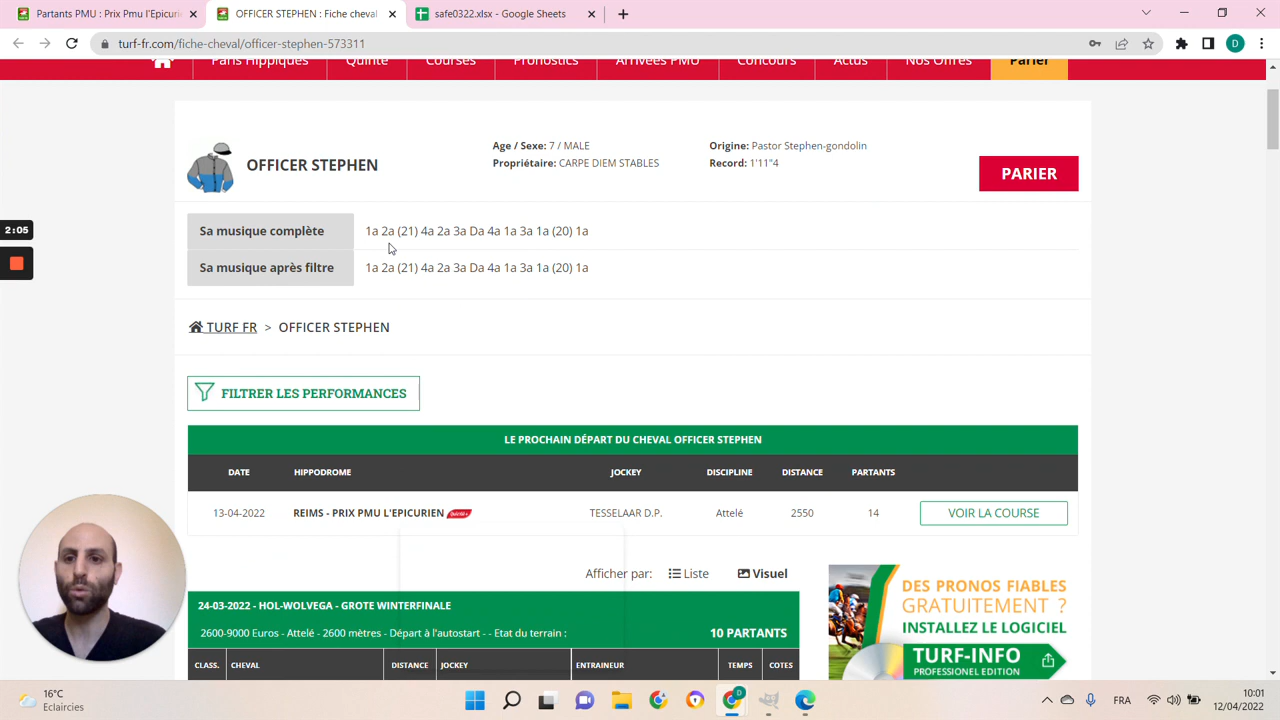 Partants PMU : Prix Pmu l'Epicuri
OFFICER STEPHEN : Fiche cheval
safe0322.xlsx - Google Sheets
turf-fr.com/fiche-cheval/officer-stephen-573311
D
Paris Hippiques
Quinté
Courses
Pronostics
Arrivées PMU
Concours
Actus
Nos Offres
Parier
OFFICER STEPHEN
Age / Sexe: 7 / MALE
Propriétaire: CARPE DIEM STABLES
Origine: Pastor Stephen-gondolin
Record: 1'11"4
PARIER
2:05
Sa musique complète
1a 2a (21) 4a 2a 3a Da 4a 1a 3a 1a (20) 1a
Sa musique après filtre
1a 2a (21) 4a 2a 3a Da 4a 1a 3a 1a (20) 1a
TURF FR > OFFICER STEPHEN
FILTRER LES PERFORMANCES
LE PROCHAIN DÉPART DU CHEVAL OFFICER STEPHEN
DATE HIPPODROME JOCKEY DISCIPLINE DISTANCE PARTANTS
13-04-2022 REIMS - PRIX PMU L'EPICURIEN TESSELAAR D.P. Attelé 2550 14 VOIR LA COURSE
Afficher par: Liste Visuel
24-03-2022 - HOL-WOLVEGA - GROTE WINTERFINALE
2600-9000 Euros - Attelé - 2600 mètres - Départ à l'autostart - - Etat du terrain :
10 PARTANTS
CLASS. CHEVAL DISTANCE JOCKEY ENTRAINEUR TEMPS COTES
DES PRONOS FIABLES
GRATUITEMENT ?
INSTALLEZ LE LOGICIEL
TURF-INFO
PROFESSIONEL EDITION
16°C
Eclaircies
D
FRA
10:01
12/04/2022